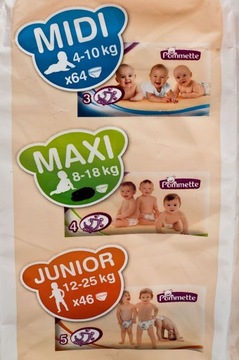 MIDI
4-10 kg
x64
Pommette
3
MAXI
8-18 kg
Pommette
4
JUNIOR
12-25 kg
x46
Pommette
5